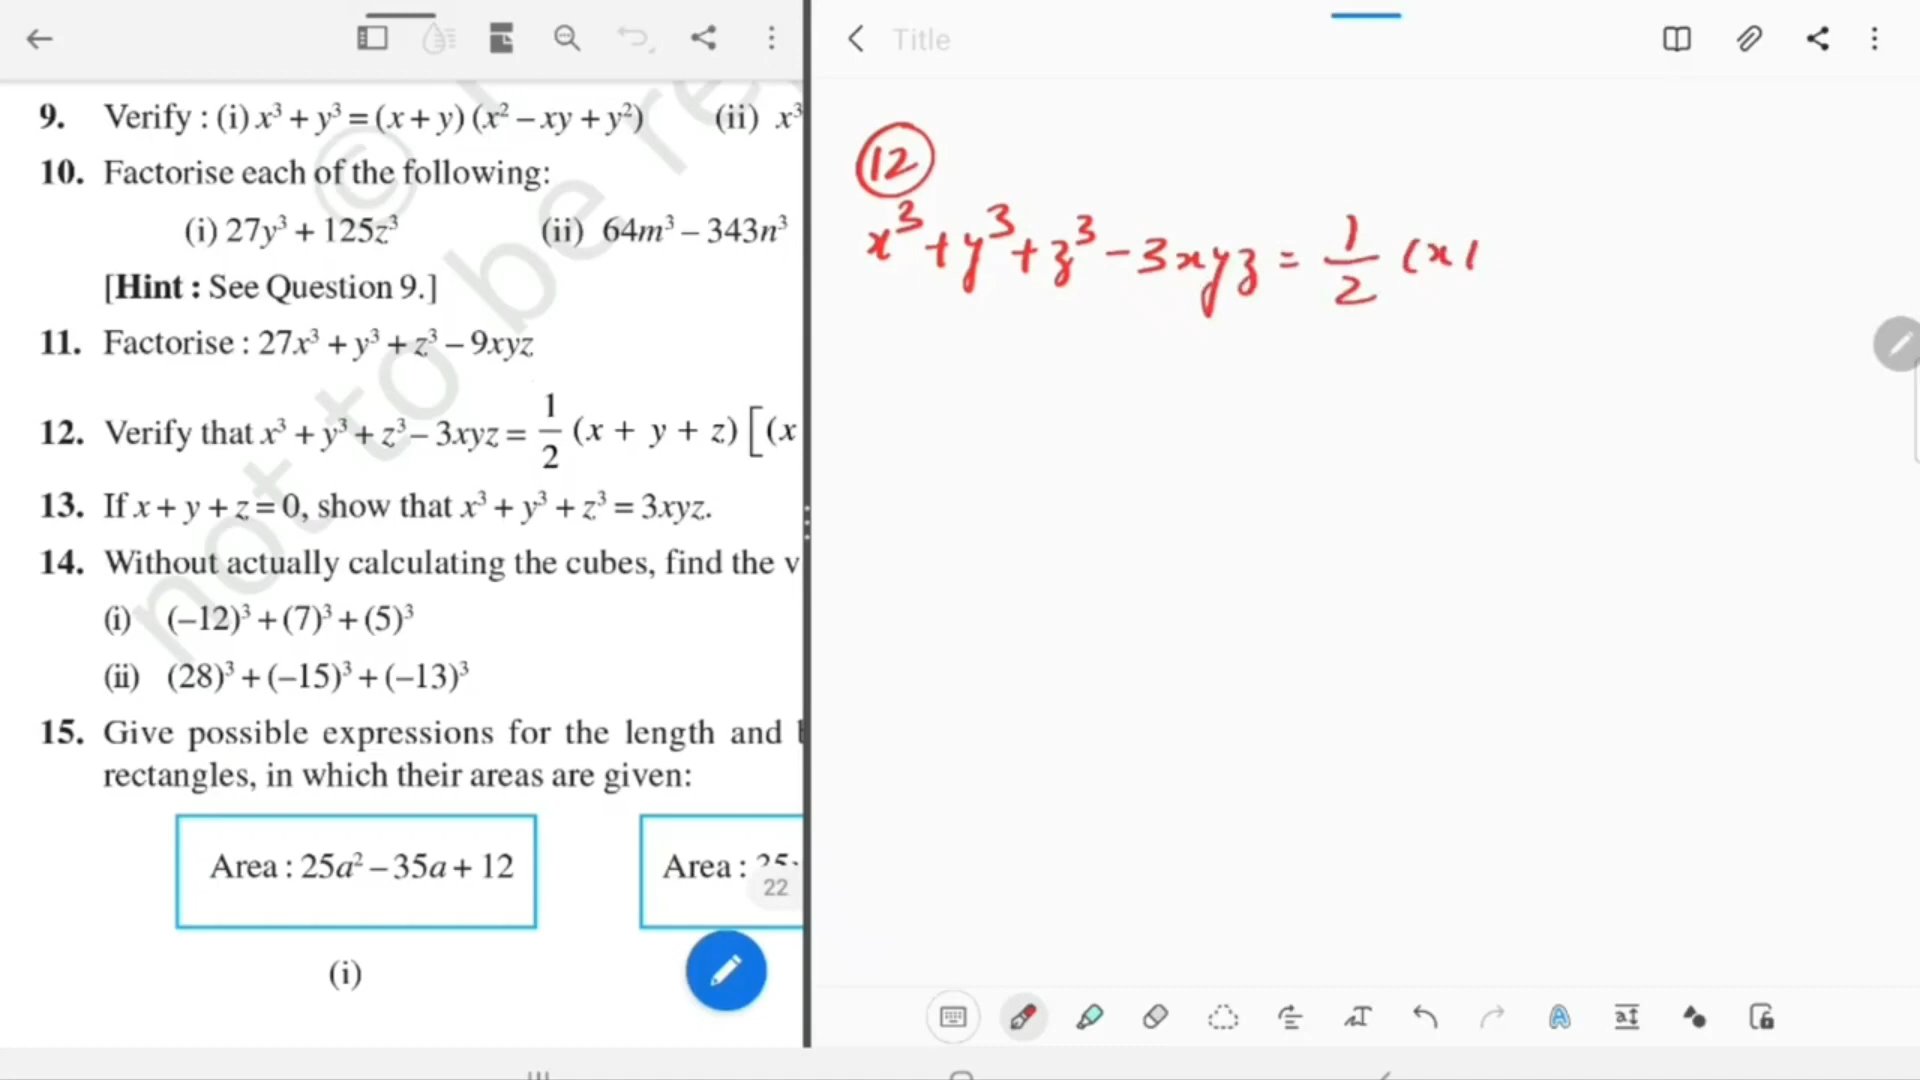 Title
9. Verify : (i) x³ + y³ = (x + y) (x² – xy + y²) (ii) x³
10. Factorise each of the following:
(i) 27y³ + 125z³ (ii) 64m³ – 343n³
[Hint : See Question 9.]
11. Factorise : 27x³ + y³ + z³ – 9xyz
12. Verify that x³ + y³ + z³ – 3xyz = 1/2 (x + y + z) [(x
13. If x + y + z = 0, show that x³ + y³ + z³ = 3xyz.
14. Without actually calculating the cubes, find the v
(i) (–12)³ + (7)³ + (5)³
(ii) (28)³ + (–15)³ + (–13)³
15. Give possible expressions for the length and
rectangles, in which their areas are given:
Area : 25a² – 35a + 12
Area :
22
(i)
© not to be re
12
x³ + y³ + z³ - 3xyz = 1/2 (x(